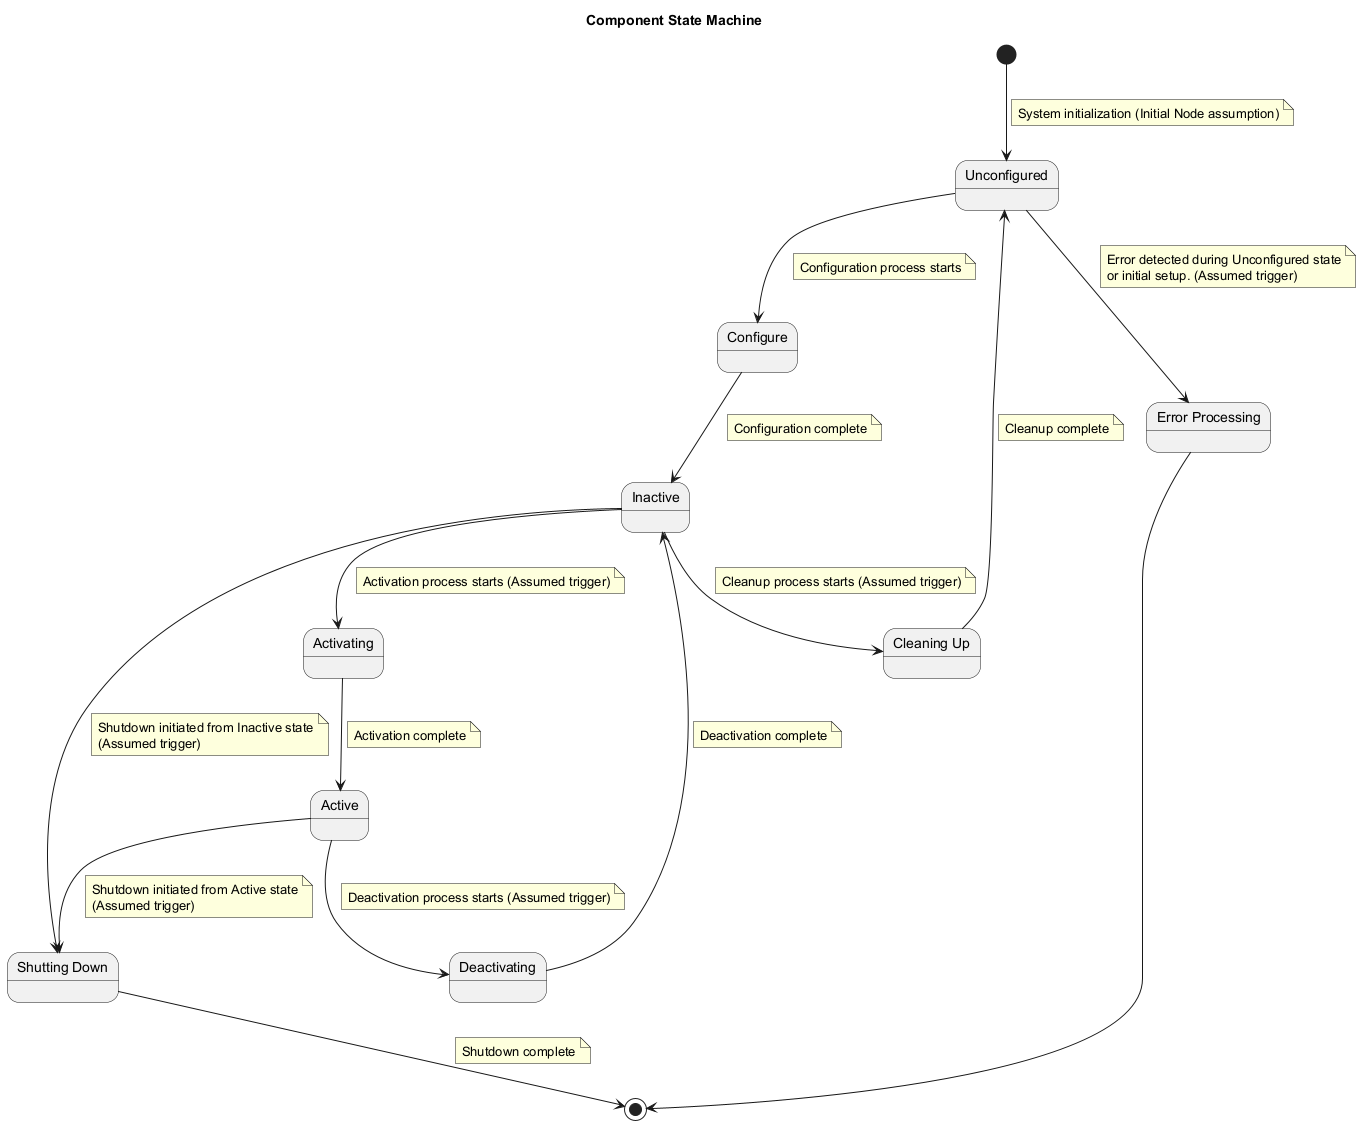 Component State Machine
System initialization (Initial Node assumption)
Unconfigured
Configuration process starts
Error detected during Unconfigured state
or initial setup. (Assumed trigger)
Configure
Error Processing
Configuration complete
Cleanup complete
Inactive
Activation process starts (Assumed trigger)
Cleanup process starts (Assumed trigger)
Activating
Cleaning Up
Shutdown initiated from Inactive state
(Assumed trigger)
Activation complete
Deactivation complete
Active
Shutdown initiated from Active state
(Assumed trigger)
Deactivation process starts (Assumed trigger)
Shutting Down
Deactivating
Shutdown complete